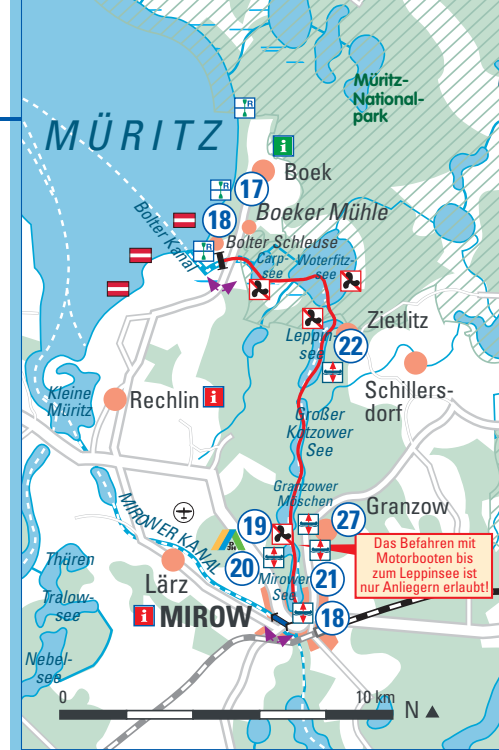 Müritz-
National-
park
R
MÜRITZ
i
Boek
R
17
18
Boeker Mühle
Bolter Kanal
R
Bolter Schleuse
Carp-
see
Woterfitz-
see
Zietlitz
Leppin-
see
22
Schillers-
dorf
Kleine
Müritz
Rechlin
i
Großer
Kotzower
See
Granzower
Möschen
MIROWER KANAL
19
27
Granzow
Das Befahren mit
Motorbooten bis
zum Leppinsee ist
nur Anliegern erlaubt!
20
Thüren
Lärz
Mirower
See
21
Tralow-
see
i
MIROW
18
Nebel-
see
0
10 km
N